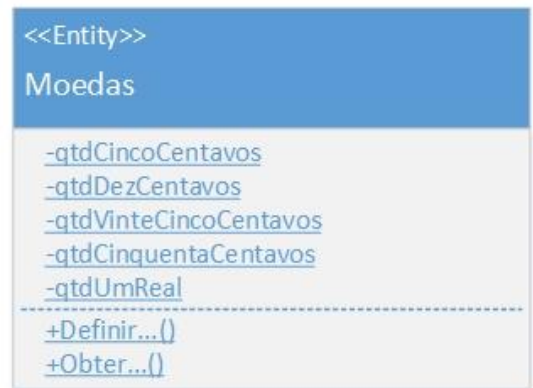 <<Entity>>
Moedas
-qtdCincoCentavos
-qtdDezCentavos
-qtdVinteCincoCentavos
-qtdCinquentaCentavos
-qtdUmReal
+Definir...()
+Obter...()